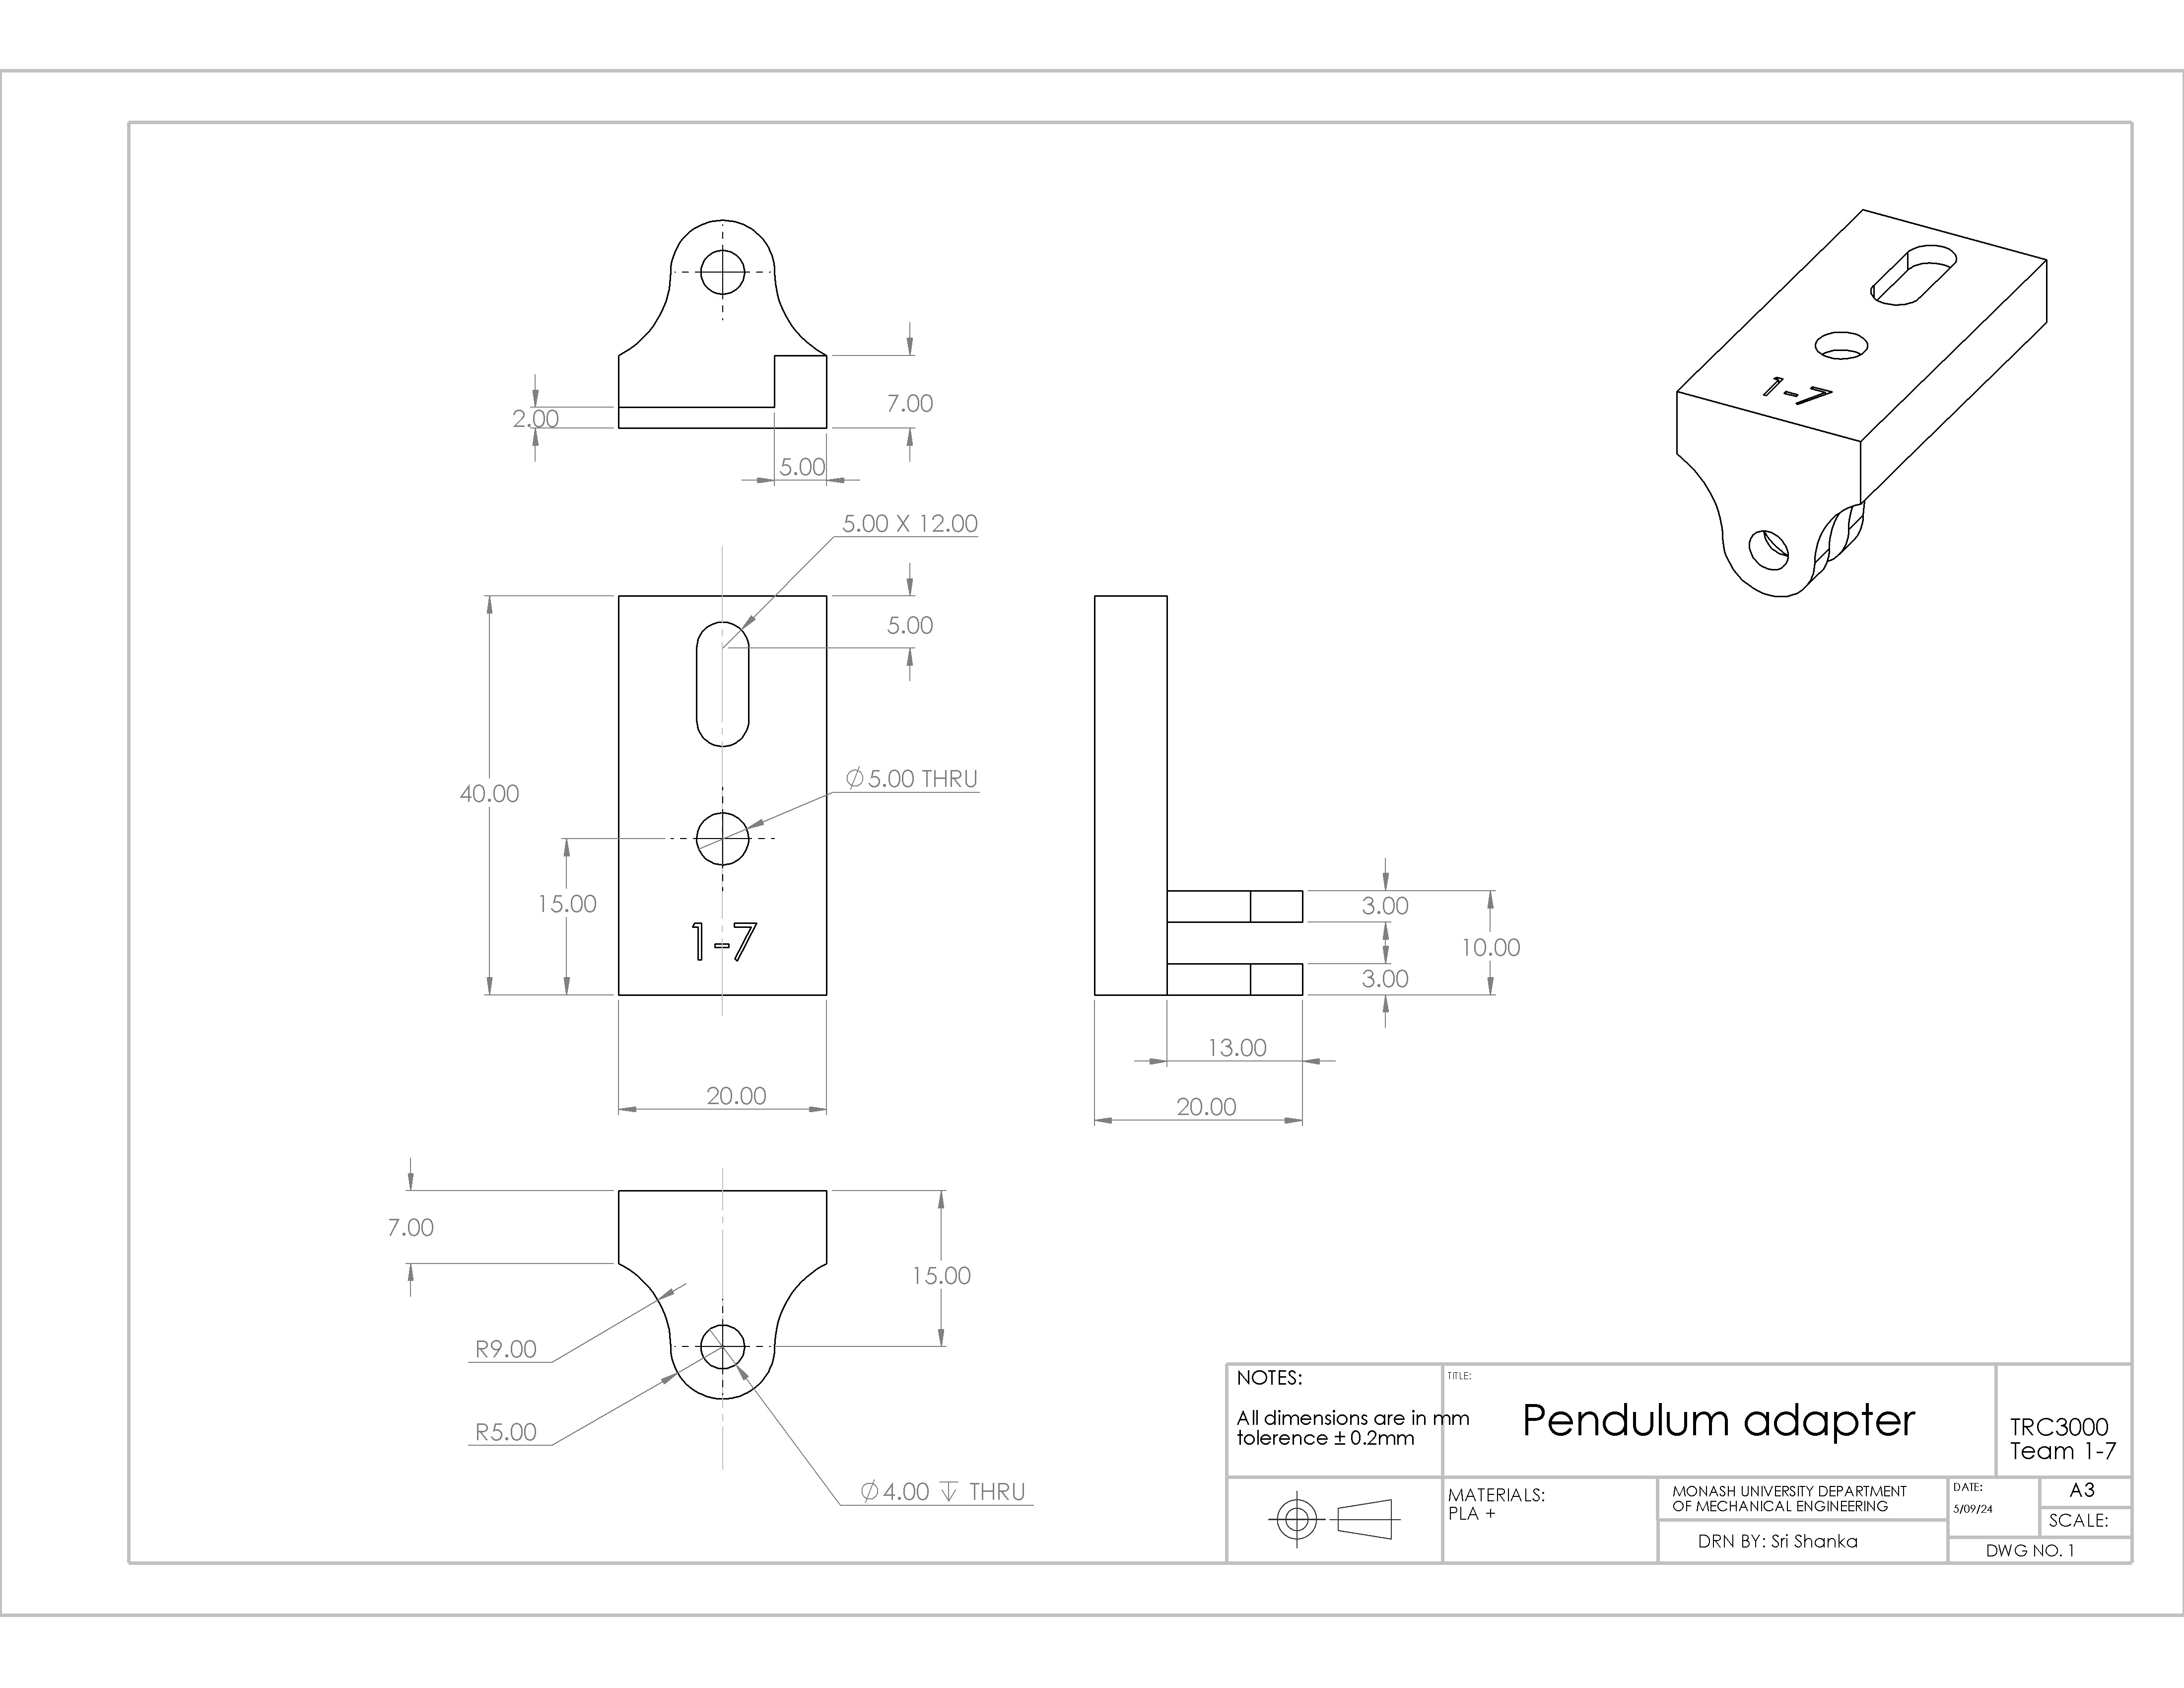 2.00
7.00
5.00
5.00 X 12.00
5.00
⌀5.00 THRU
40.00
15.00
1-7
20.00
3.00
10.00
3.00
13.00
20.00
1-7
7.00
15.00
R9.00
R5.00
⌀4.00 ↧ THRU
NOTES:
All dimensions are in mm
tolerence ± 0.2mm
TITLE:
Pendulum adapter
TRC3000
Team 1-7
MATERIALS:
PLA +
MONASH UNIVERSITY DEPARTMENT
OF MECHANICAL ENGINEERING
DRN BY: Sri Shanka
DATE:
5/09/24
A3
SCALE:
DWG NO. 1